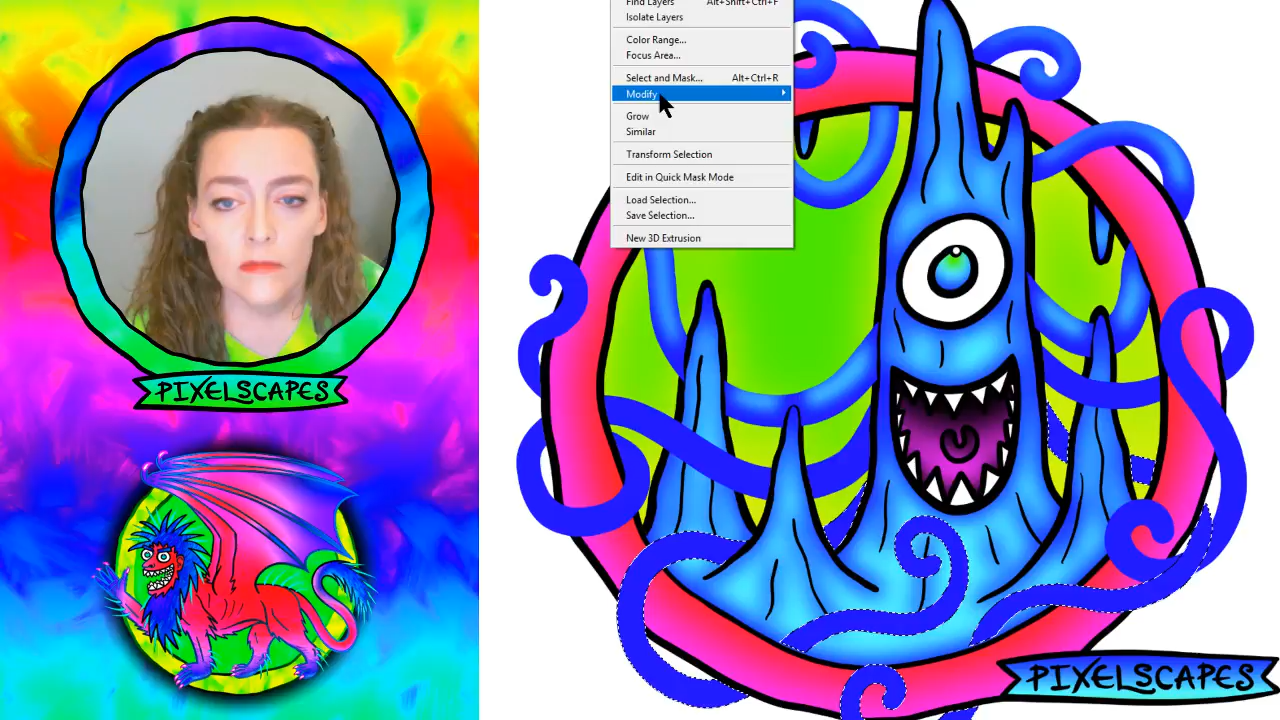 Find Layers Alt+Shift+Ctrl+F
Isolate Layers
Color Range...
Focus Area...
Select and Mask... Alt+Ctrl+R
Modify
Grow
Similar
Transform Selection
Edit in Quick Mask Mode
Load Selection...
Save Selection...
New 3D Extrusion
PIXELSCAPES
PIXELSCAPES